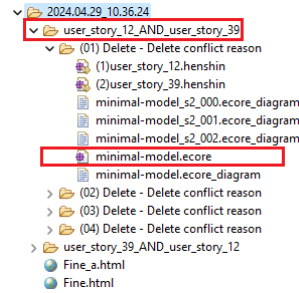 2024.04.29_10.36.24
user_story_12_AND_user_story_39
(01) Delete - Delete conflict reason
(1)user_story_12.henshin
(2)user_story_39.henshin
minimal-model_s2_000.ecore_diagram
minimal-model_s2_001.ecore_diagram
minimal-model_s2_002.ecore_diagram
minimal-model.ecore
minimal-model.ecore_diagram
(02) Delete - Delete conflict reason
(03) Delete - Delete conflict reason
(04) Delete - Delete conflict reason
user_story_39_AND_user_story_12
Fine_a.html
Fine.html